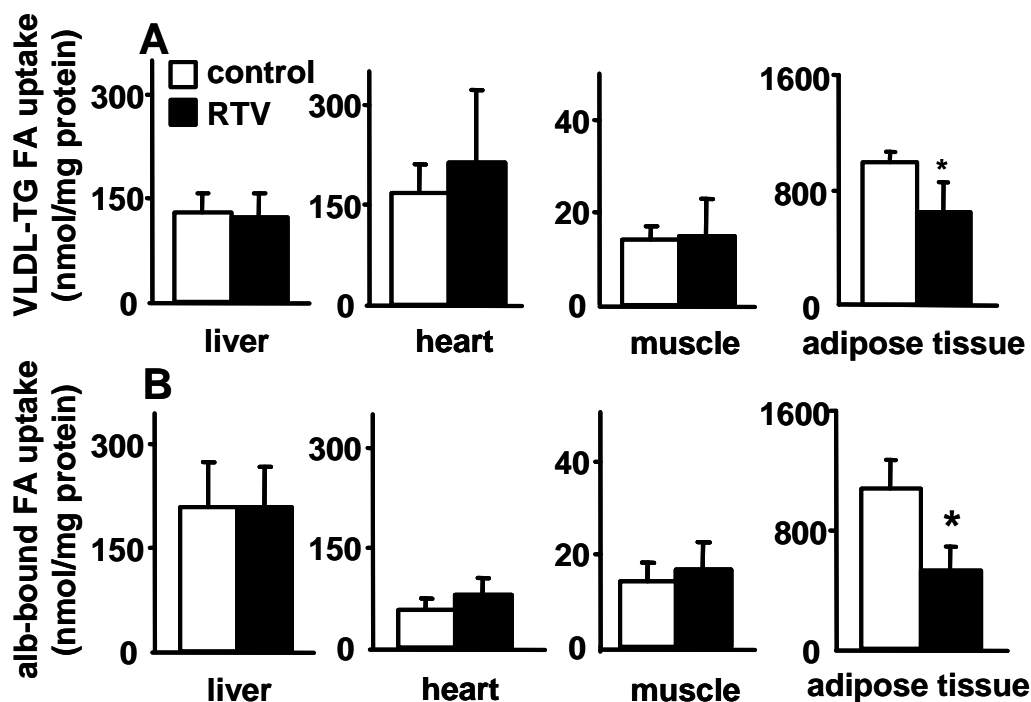 A
VLDL-TG FA uptake
(nmol/mg protein)
control
RTV
300
150
0
liver
300
150
0
heart
40
20
0
muscle
1600
800
0
*
adipose tissue
B
alb-bound FA uptake
(nmol/mg protein)
300
150
0
liver
300
150
0
heart
40
20
0
muscle
1600
800
0
*
adipose tissue